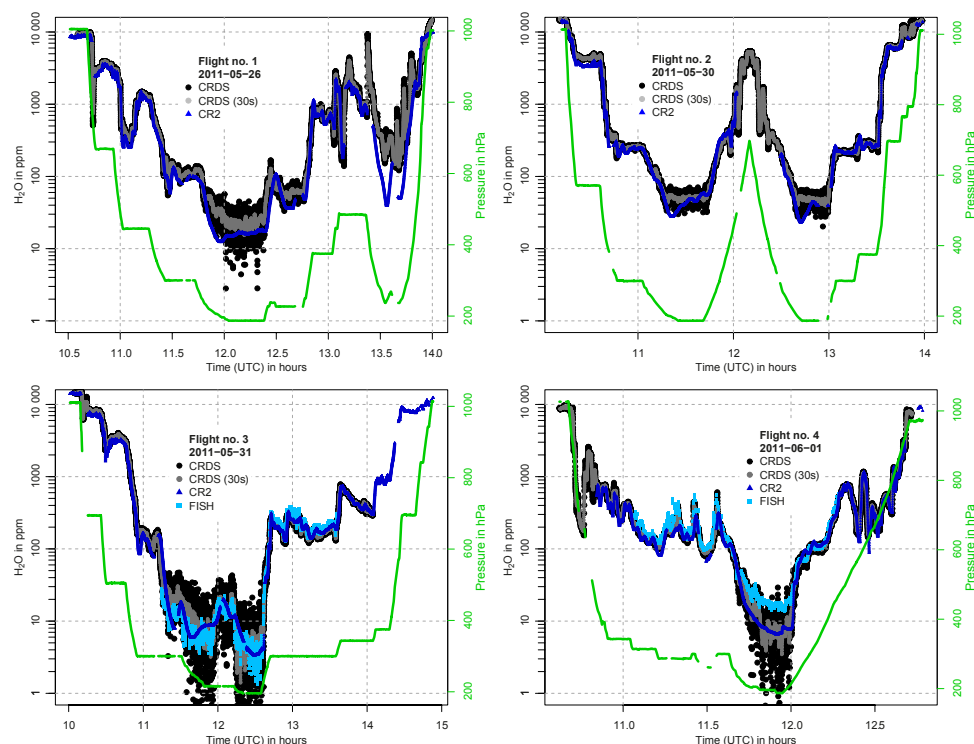 Flight no. 1
2011−05−26
CRDS
CRDS (30s)
CR2
H2O in ppm
10 000
1000
100
10
1
Pressure in hPa
1000
800
600
400
200
10.5 11.0 11.5 12.0 12.5 13.0 13.5 14.0
Time (UTC) in hours
Flight no. 2
2011−05−30
CRDS
CRDS (30s)
CR2
H2O in ppm
10 000
1000
100
10
1
Pressure in hPa
1000
800
600
400
200
11 12 13 14
Time (UTC) in hours
Flight no. 3
2011−05−31
CRDS
CRDS (30s)
CR2
FISH
H2O in ppm
10 000
1000
100
10
1
Pressure in hPa
1000
800
600
400
200
10 11 12 13 14 15
Time (UTC) in hours
Flight no. 4
2011−06−01
CRDS
CRDS (30s)
CR2
FISH
H2O in ppm
10 000
1000
100
10
1
Pressure in hPa
1000
800
600
400
200
11.0 11.5 12.0 12.5
Time (UTC) in hours